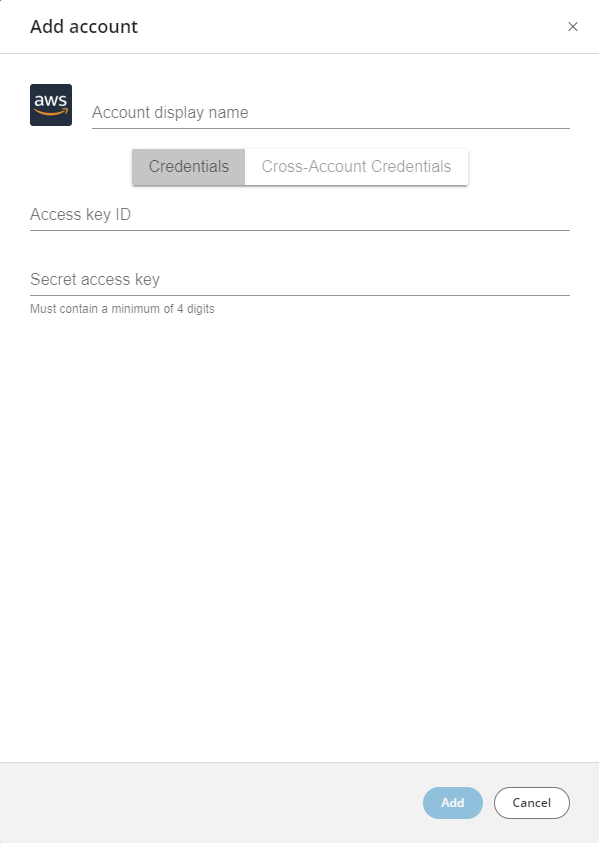 Add account
aws
Account display name
Credentials
Cross-Account Credentials
Access key ID
Secret access key
Must contain a minimum of 4 digits
Add
Cancel